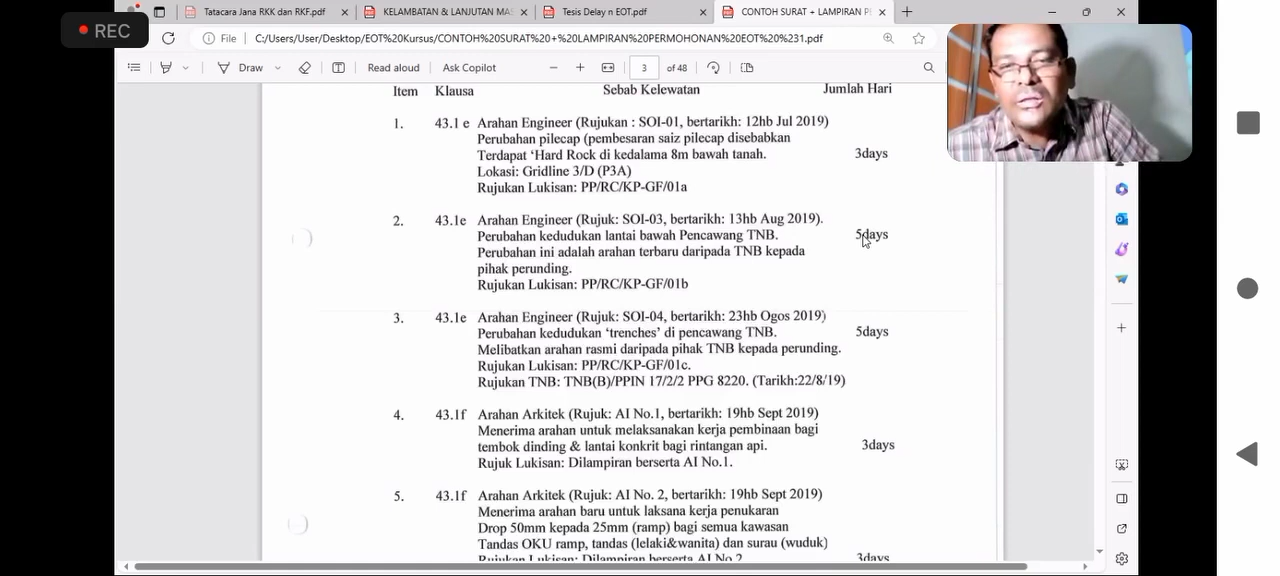 REC
Tatacara Jana RKK dan RKF.pdf
KELAMBATAN & LANJUTAN MAS
Tesis Delay n EOT.pdf
CONTOH SURAT + LAMPIRAN P
File C:/Users/User/Desktop/EOT%20Kursus/CONTOH%20SURAT%20+%20LAMPIRAN%20PERMOHONAN%20EOT%20%231.pdf
Draw Read aloud Ask Copilot 3 of 48
Item Klausa Sebab Kelewatan Jumlah Hari
1. 43.1 e Arahan Engineer (Rujukan : SOI-01, bertarikh: 12hb Jul 2019)
Perubahan pilecap (pembesaran saiz pilecap disebabkan
Terdapat ‘Hard Rock di kedalama 8m bawah tanah. 3days
Lokasi: Gridline 3/D (P3A)
Rujukan Lukisan: PP/RC/KP-GF/01a
2. 43.1e Arahan Engineer (Rujuk: SOI-03, bertarikh: 13hb Aug 2019).
Perubahan kedudukan lantai bawah Pencawang TNB. 5days
Perubahan ini adalah arahan terbaru daripada TNB kepada
pihak perunding.
Rujukan Lukisan: PP/RC/KP-GF/01b
3. 43.1e Arahan Engineer (Rujuk: SOI-04, bertarikh: 23hb Ogos 2019)
Perubahan kedudukan ‘trenches’ di pencawang TNB. 5days
Melibatkan arahan rasmi daripada pihak TNB kepada perunding.
Rujukan Lukisan: PP/RC/KP-GF/01c.
Rujukan TNB: TNB(B)/PPIN 17/2/2 PPG 8220. (Tarikh:22/8/19)
4. 43.1f Arahan Arkitek (Rujuk: AI No.1, bertarikh: 19hb Sept 2019)
Menerima arahan untuk melaksanakan kerja pembinaan bagi
tembok dinding & lantai konkrit bagi rintangan api. 3days
Rujuk Lukisan: Dilampiran berserta AI No.1.
5. 43.1f Arahan Arkitek (Rujuk: AI No. 2, bertarikh: 19hb Sept 2019)
Menerima arahan baru untuk laksana kerja penukaran
Drop 50mm kepada 25mm (ramp) bagi semua kawasan
Tandas OKU ramp, tandas (lelaki&wanita) dan surau (wuduk)
Rujukan Lukisan: Dilampiran berserta AI No.2 3days